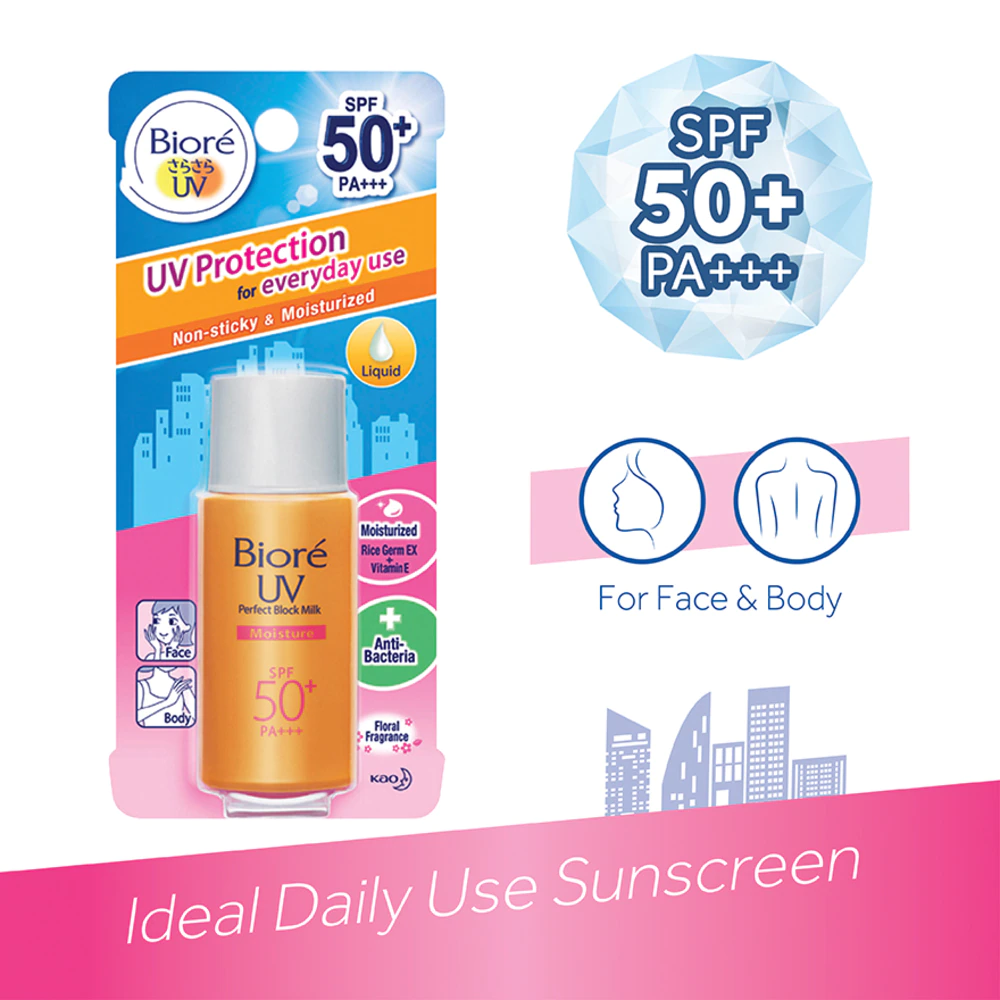 Bioré
さらさら
UV
SPF
50+
PA+++
UV Protection
for everyday use
Non-sticky & Moisturized
Liquid
Bioré
UV
Perfect Block Milk
Moisture
SPF
50+
PA+++
Moisturized
Rice Germ EX
+
Vitamin E
Anti-
Bacteria
Face
Body
Floral
Fragrance
Kao
SPF
50+
PA+++
For Face & Body
Ideal Daily Use Sunscreen